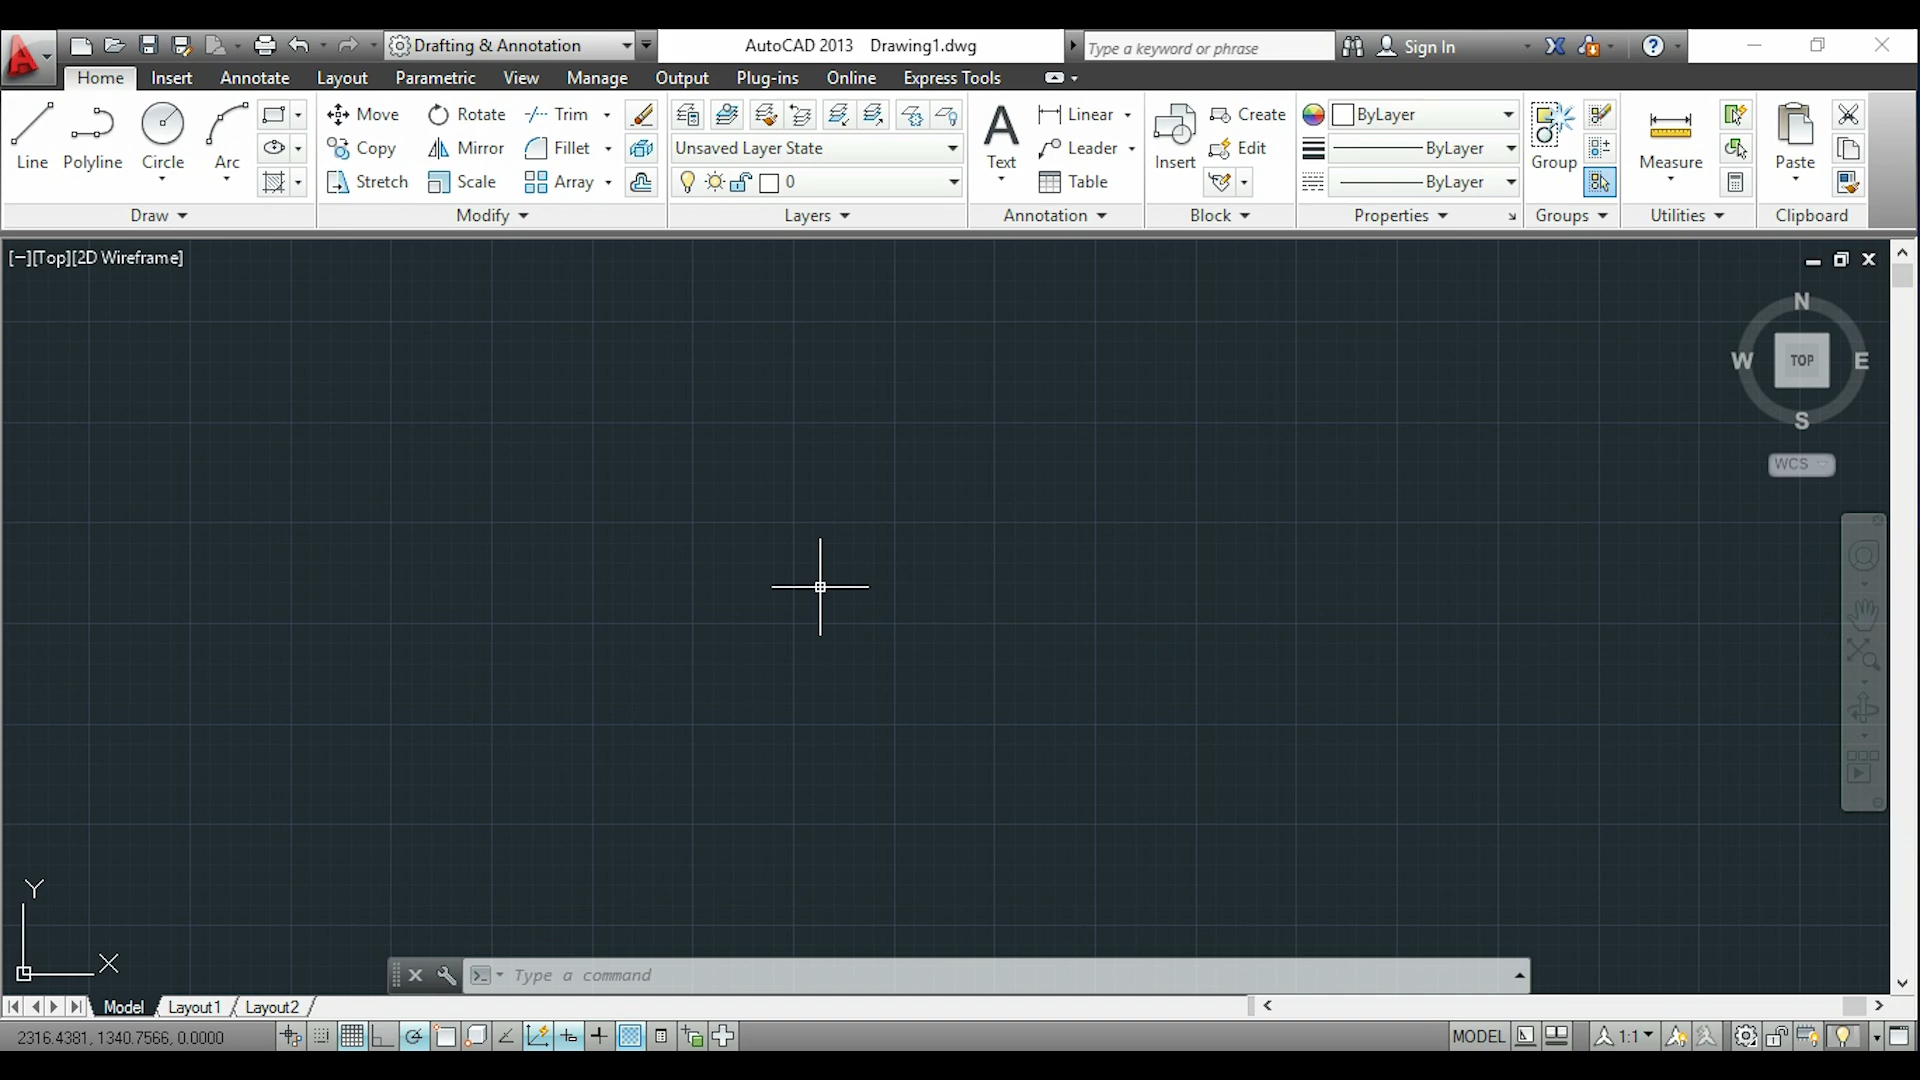 Drafting & Annotation
AutoCAD 2013 Drawing1.dwg
Type a keyword or phrase
Sign In
Home Insert Annotate Layout Parametric View Manage Output Plug-ins Online Express Tools
Line Polyline Circle Arc
Move Rotate Trim
Copy Mirror Fillet
Stretch Scale Array
Unsaved Layer State
0
Text
Linear
Leader
Table
Insert
Create
Edit
ByLayer
ByLayer
ByLayer
Group
Measure
Paste
Draw Modify Layers Annotation Block Properties Groups Utilities Clipboard
[−][Top][2D Wireframe]
N
W TOP E
S
WCS
Y
X
Type a command
Model Layout1 Layout2
2316.4381, 1340.7566, 0.0000
MODEL
1:1